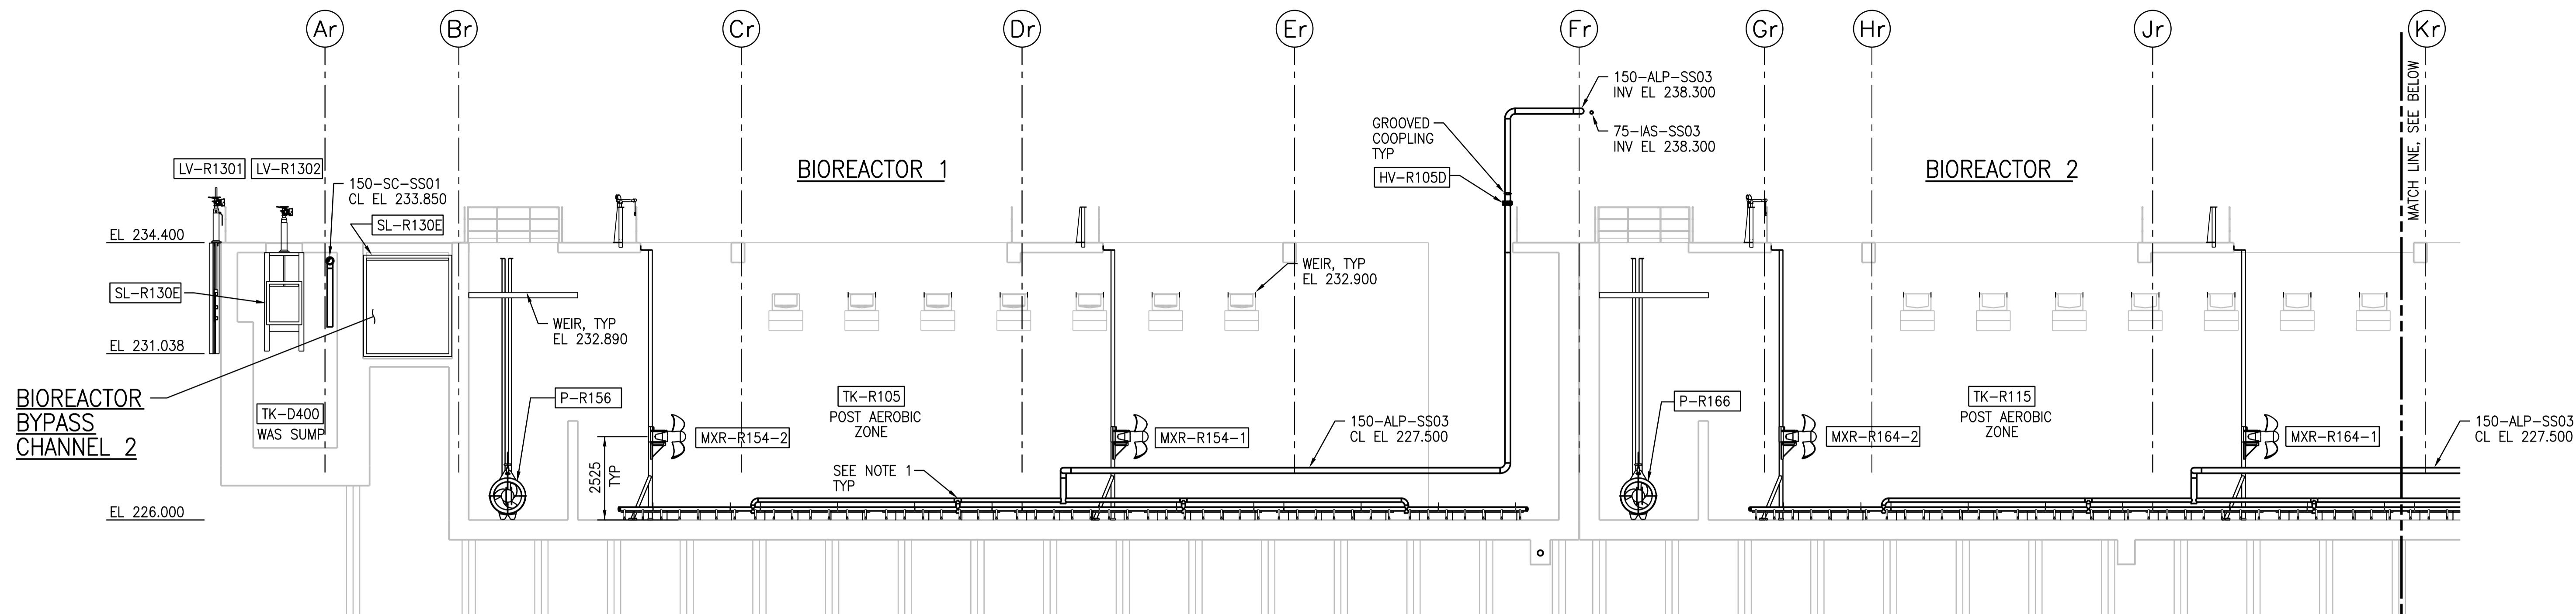 Ar
Br
Cr
Dr
Er
Fr
Gr
Hr
Jr
Kr
150-ALP-SS03
INV EL 238.300
75-IAS-SS03
INV EL 238.300
GROOVED
COOPLING
TYP
HV-R105D
MATCH LINE, SEE BELOW
BIOREACTOR 1
BIOREACTOR 2
LV-R1301
LV-R1302
150-SC-SS01
CL EL 233.850
SL-R130E
EL 234.400
SL-R130E
EL 231.038
WEIR, TYP
EL 232.900
WEIR, TYP
EL 232.890
BIOREACTOR
BYPASS
CHANNEL 2
TK-D400
WAS SUMP
P-R156
TK-R105
POST AEROBIC
ZONE
P-R166
TK-R115
POST AEROBIC
ZONE
MXR-R154-2
MXR-R154-1
150-ALP-SS03
CL EL 227.500
MXR-R164-2
MXR-R164-1
150-ALP-SS03
CL EL 227.500
2525
TYP
SEE NOTE 1
TYP
EL 226.000